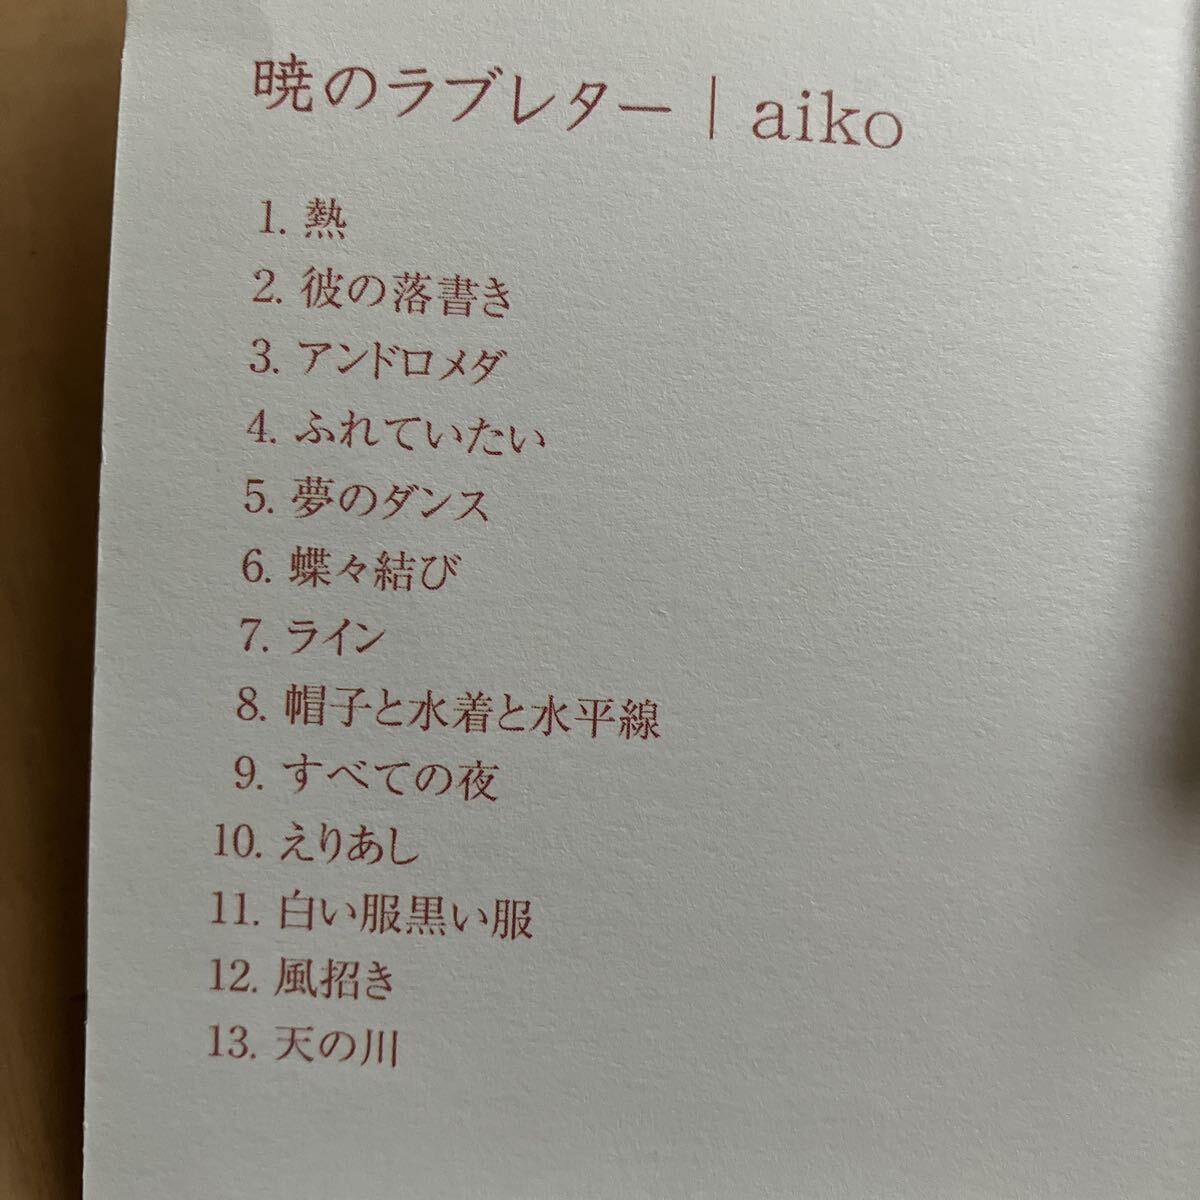 暁のラブレター | aiko
1. 熱
2. 彼の落書き
3. アンドロメダ
4. ふれていたい
5. 夢のダンス
6. 蝶々結び
7. ライン
8. 帽子と水着と水平線
9. すべての夜
10. えりあし
11. 白い服黒い服
12. 風招き
13. 天の川